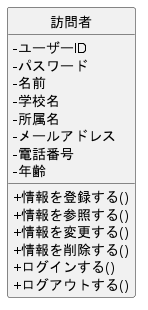 訪問者
-ユーザーID
-パスワード
-名前
-学校名
-所属名
-メールアドレス
-電話番号
-年齢
+情報を登録する()
+情報を参照する()
+情報を変更する()
+情報を削除する()
+ログインする()
+ログアウトする()